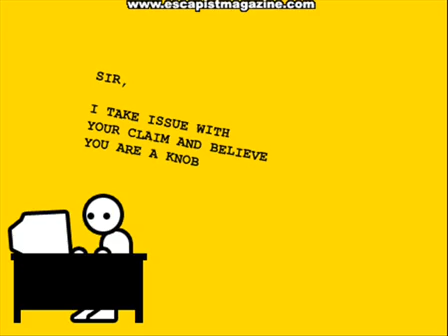 www.escapistmagazine.com
SIR,
I TAKE ISSUE WITH
YOUR CLAIM AND BELIEVE
YOU ARE A KNOB